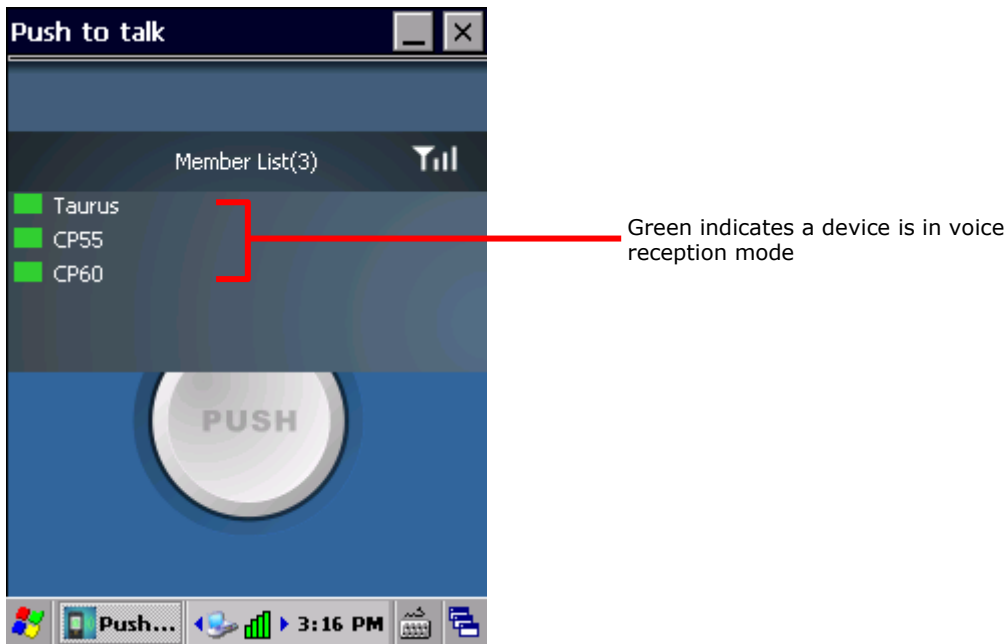 Push to talk
Member List(3)
Taurus
CP55
CP60
Green indicates a device is in voice
reception mode
PUSH
Push... 3:16 PM